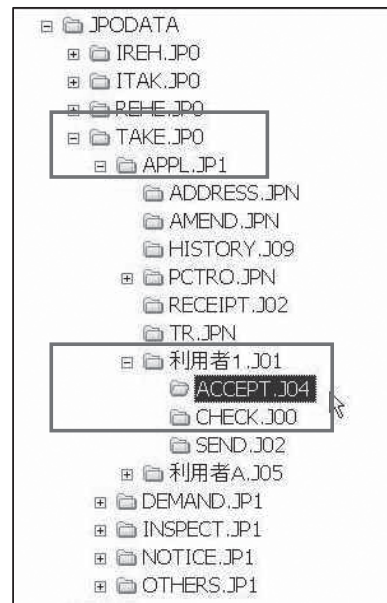 JPODATA
IREH.JP0
ITAK.JP0
REHE.JP0
TAKE.JP0
APPL.JP1
ADDRESS.JPN
AMEND.JPN
HISTORY.J09
PCTRO.JPN
RECEIPT.J02
TR.JPN
利用者1.J01
ACCEPT.J04
CHECK.J00
SEND.J02
利用者A.J05
DEMAND.JP1
INSPECT.JP1
NOTICE.JP1
OTHERS.JP1